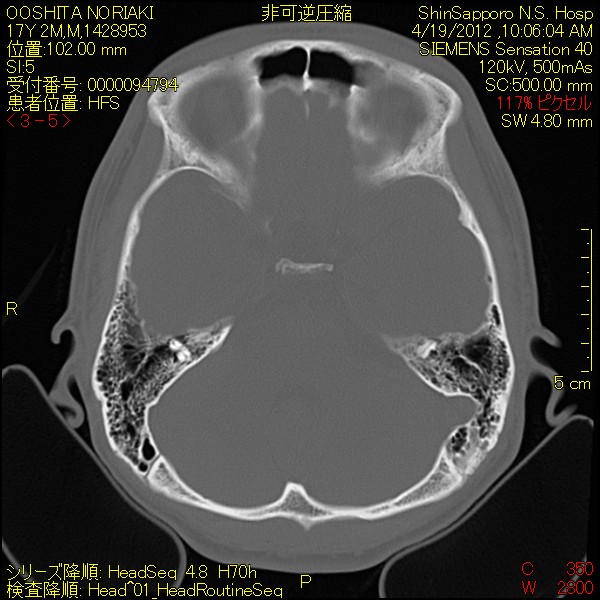 OOSHITA NORIAKI
17Y 2M,M,1428953
位置:102.00 mm
SI:5
受付番号: 0000094794
患者位置: HFS
<3-5>
非可逆圧縮
ShinSapporo N.S. Hosp
4/19/2012 ,10:06:04 AM
SIEMENS Sensation 40
120kV, 500mAs
SC:500.00 mm
117% ピクセル
SW 4.80 mm
R
5 cm
シリーズ降順: HeadSeq 4.8 H70h
検査降順: Head^01_HeadRoutineSeq
P
C 350
W 2800